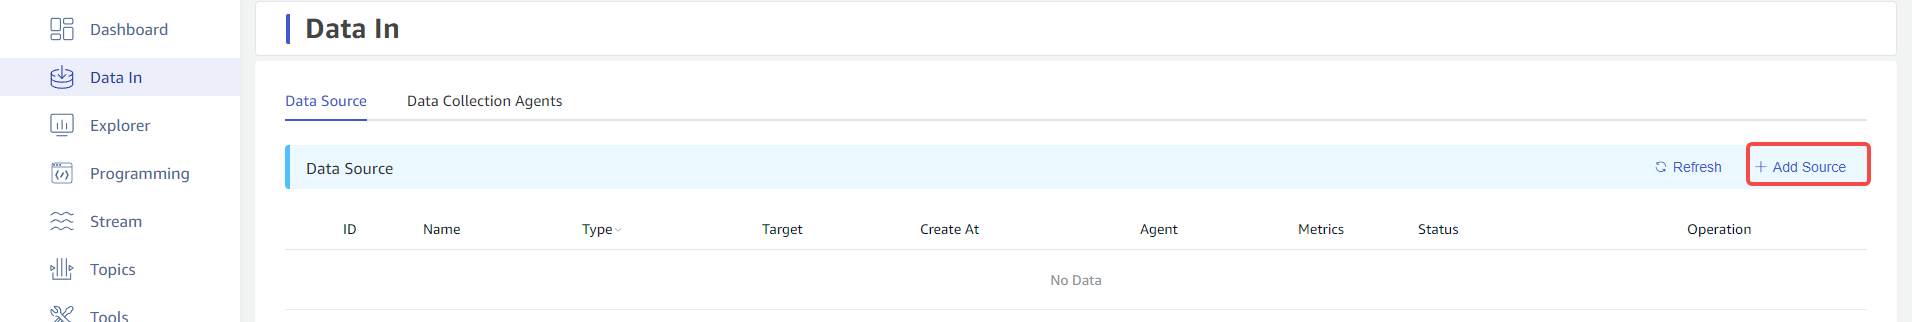 Dashboard
Data In
Explorer
Programming
Stream
Topics
Tools
Data In
Data Source
Data Collection Agents
Data Source
Refresh
+ Add Source
ID Name Type Target Create At Agent Metrics Status Operation
No Data